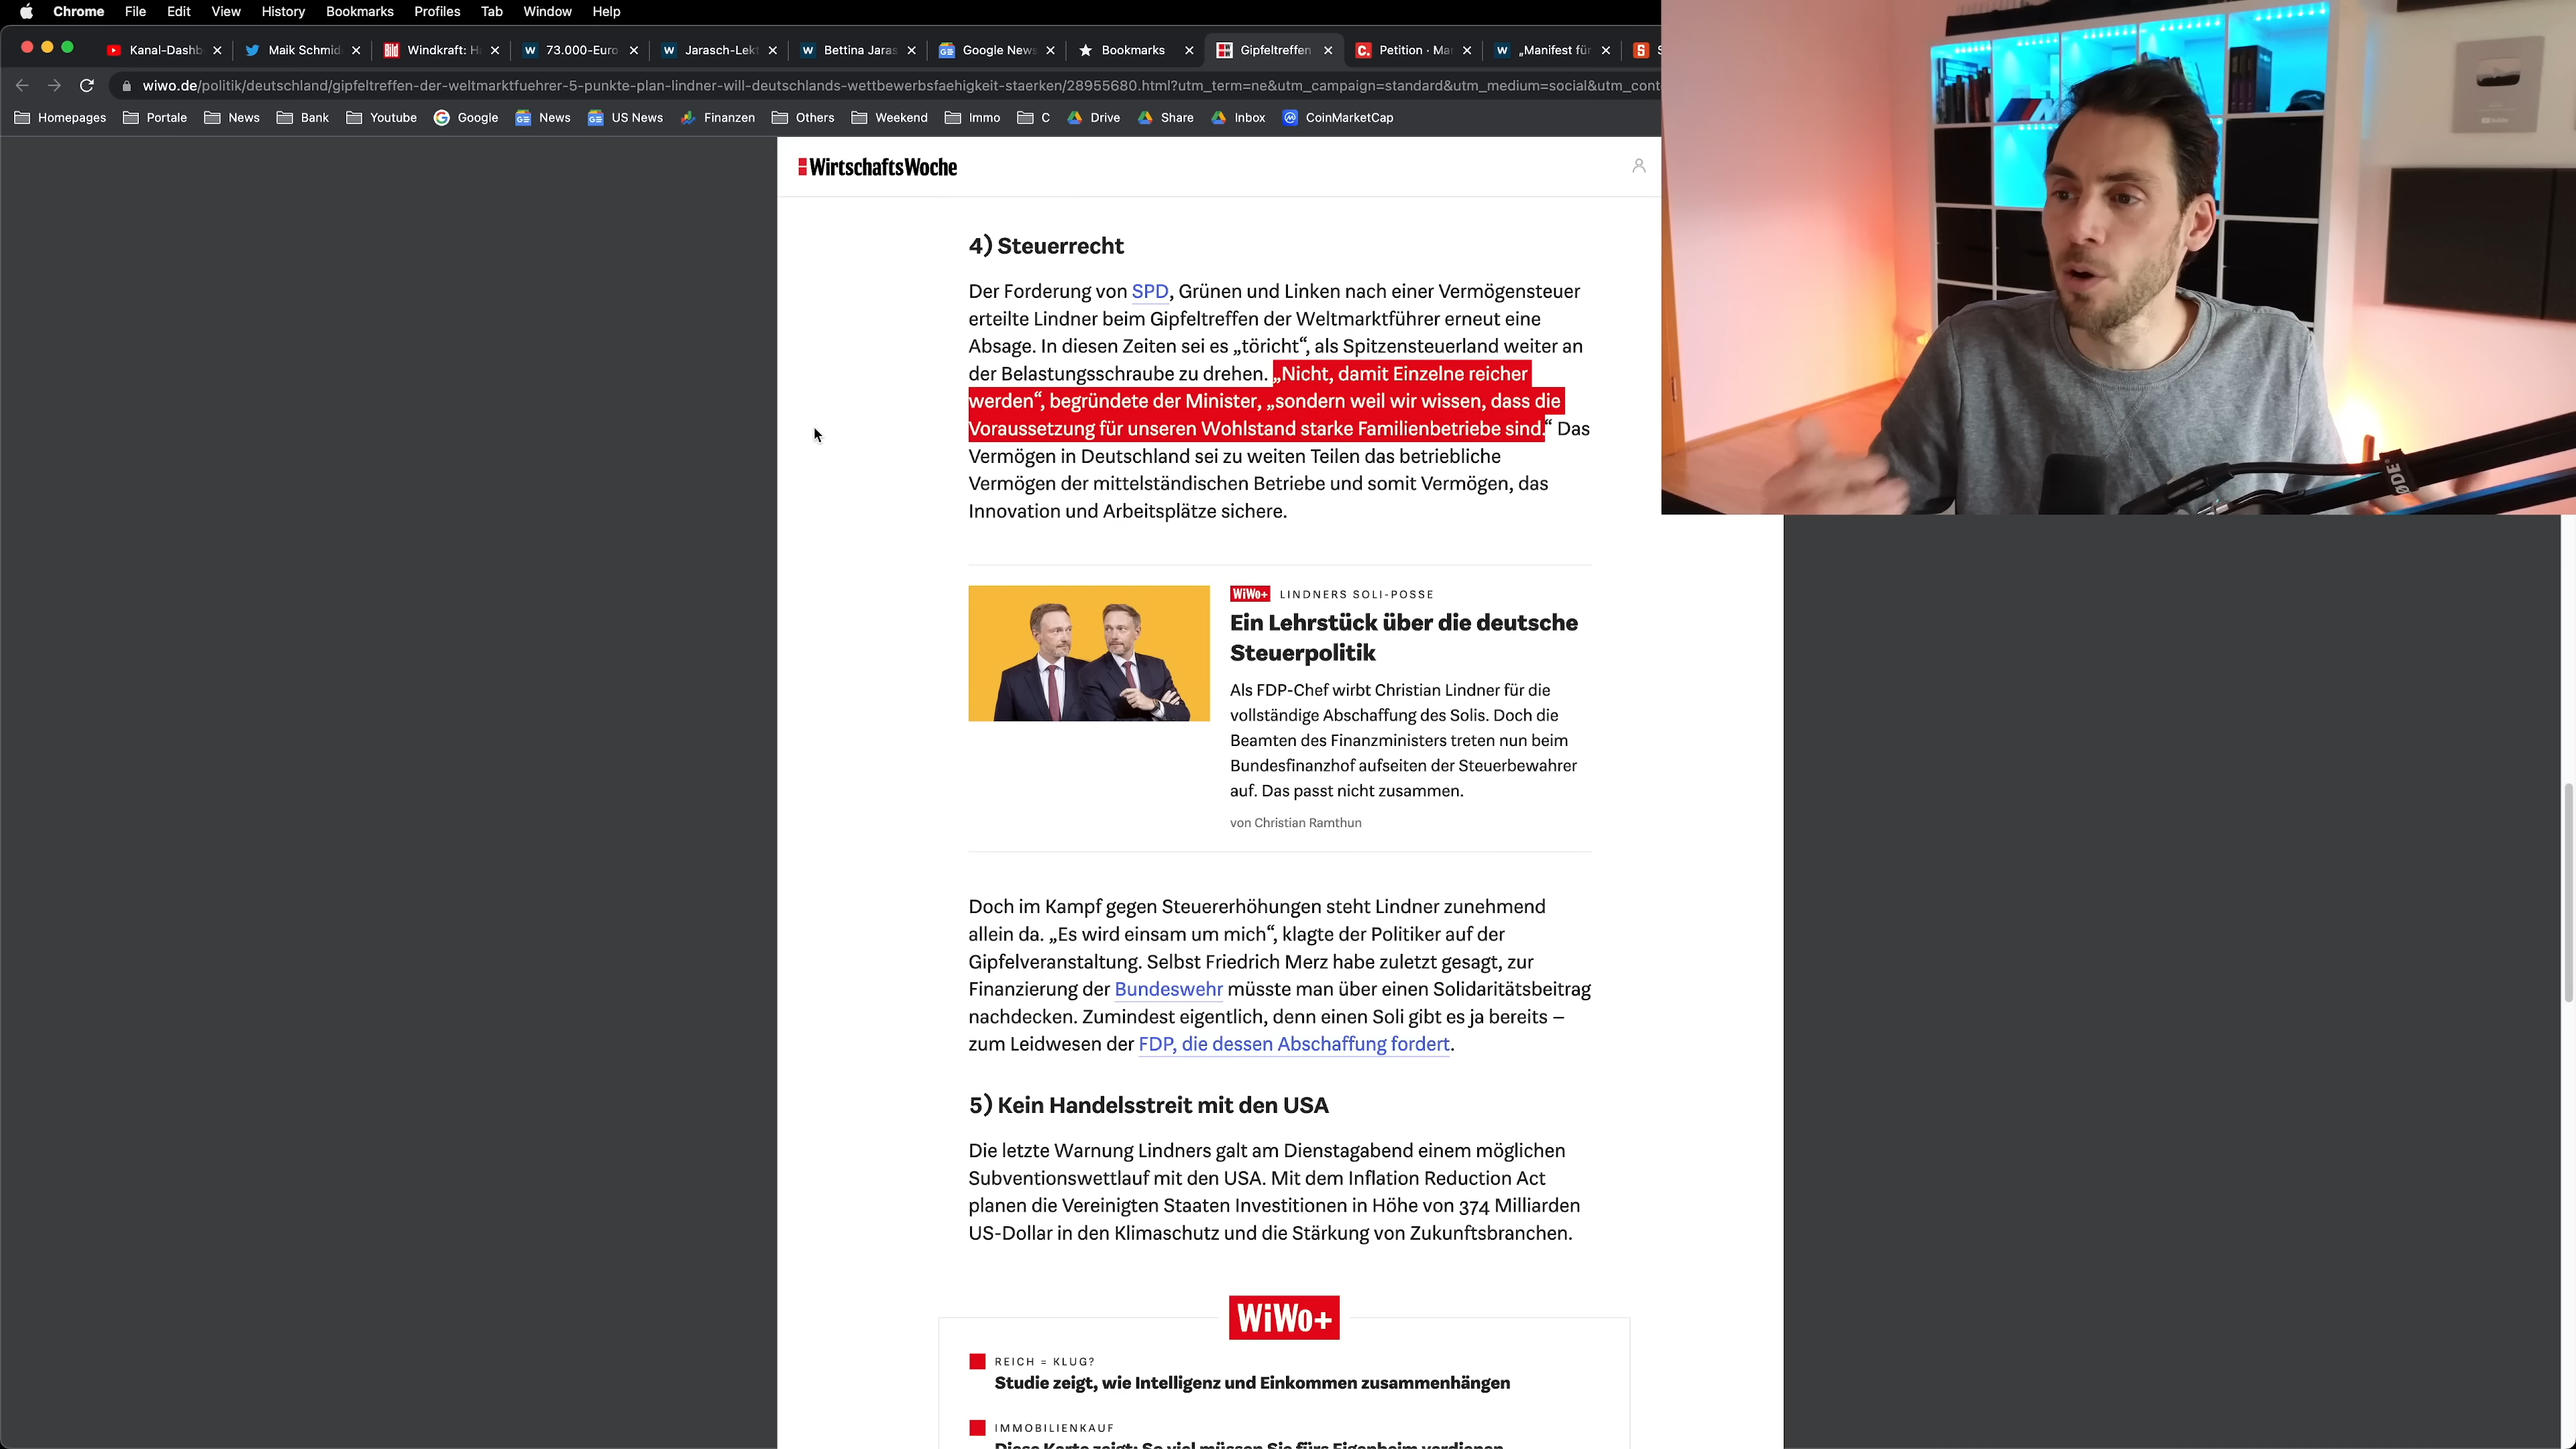 Chrome File Edit View History Bookmarks Profiles Tab Window Help
Kanal-Dashb Maik Schmid Windkraft: H 73.000-Euro Jarasch-Lekt Bettina Jaras Google News Bookmarks Gipfeltreffen Petition · Ma „Manifest für
wiwo.de/politik/deutschland/gipfeltreffen-der-weltmarktfuehrer-5-punkte-plan-lindner-will-deutschlands-wettbewerbsfaehigkeit-staerken/28955680.html?utm_term=ne&utm_campaign=standard&utm_medium=social&utm_cont
Homepages Portale News Bank Youtube Google News US News Finanzen Others Weekend Immo C Drive Share Inbox CoinMarketCap
WirtschaftsWoche
4) Steuerrecht
Der Forderung von SPD, Grünen und Linken nach einer Vermögensteuer
erteilte Lindner beim Gipfeltreffen der Weltmarktführer erneut eine
Absage. In diesen Zeiten sei es „töricht“, als Spitzensteuerland weiter an
der Belastungsschraube zu drehen. „Nicht, damit Einzelne reicher
werden“, begründete der Minister, „sondern weil wir wissen, dass die
Voraussetzung für unseren Wohlstand starke Familienbetriebe sind.“ Das
Vermögen in Deutschland sei zu weiten Teilen das betriebliche
Vermögen der mittelständischen Betriebe und somit Vermögen, das
Innovation und Arbeitsplätze sichere.
WiWo+ LINDNERS SOLI-POSSE
Ein Lehrstück über die deutsche
Steuerpolitik
Als FDP-Chef wirbt Christian Lindner für die
vollständige Abschaffung des Solis. Doch die
Beamten des Finanzministers treten nun beim
Bundesfinanzhof aufseiten der Steuerbewahrer
auf. Das passt nicht zusammen.
von Christian Ramthun
Doch im Kampf gegen Steuererhöhungen steht Lindner zunehmend
allein da. „Es wird einsam um mich“, klagte der Politiker auf der
Gipfelveranstaltung. Selbst Friedrich Merz habe zuletzt gesagt, zur
Finanzierung der Bundeswehr müsste man über einen Solidaritätsbeitrag
nachdecken. Zumindest eigentlich, denn einen Soli gibt es ja bereits –
zum Leidwesen der FDP, die dessen Abschaffung fordert.
5) Kein Handelsstreit mit den USA
Die letzte Warnung Lindners galt am Dienstagabend einem möglichen
Subventionswettlauf mit den USA. Mit dem Inflation Reduction Act
planen die Vereinigten Staaten Investitionen in Höhe von 374 Milliarden
US-Dollar in den Klimaschutz und die Stärkung von Zukunftsbranchen.
WiWo+
REICH = KLUG?
Studie zeigt, wie Intelligenz und Einkommen zusammenhängen
IMMOBILIENKAUF
Diese Karte zeigt: So viel müssen Sie fürs Eigenheim verdienen